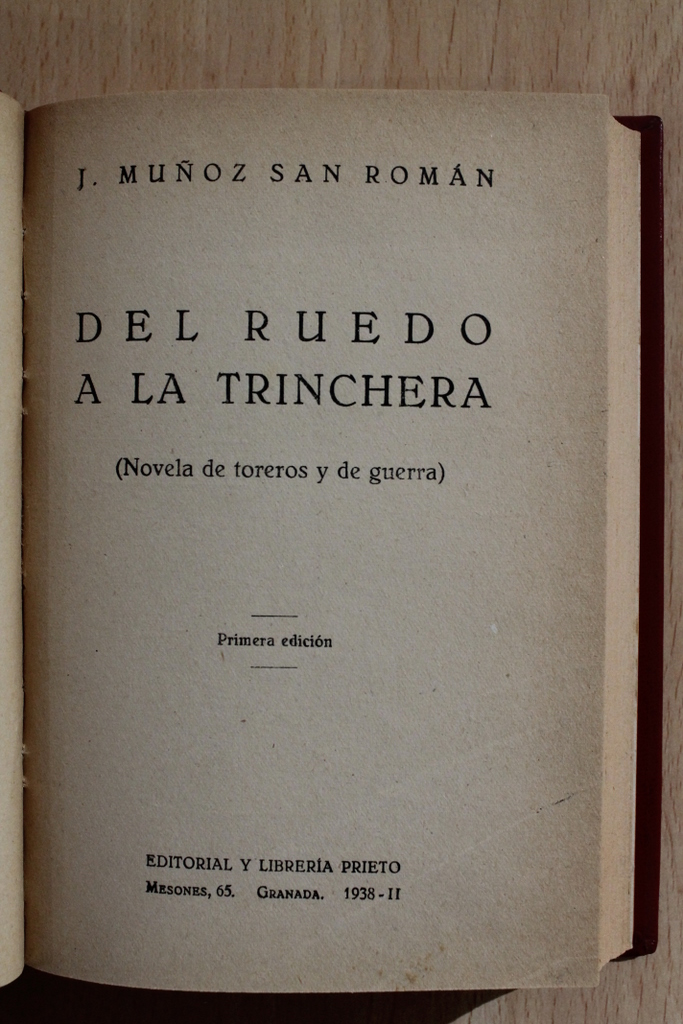 J. MUÑOZ SAN ROMÁN
DEL RUEDO
A LA TRINCHERA
(Novela de toreros y de guerra)
Primera edición
EDITORIAL Y LIBRERÍA PRIETO
MESONES, 65. GRANADA. 1938-II